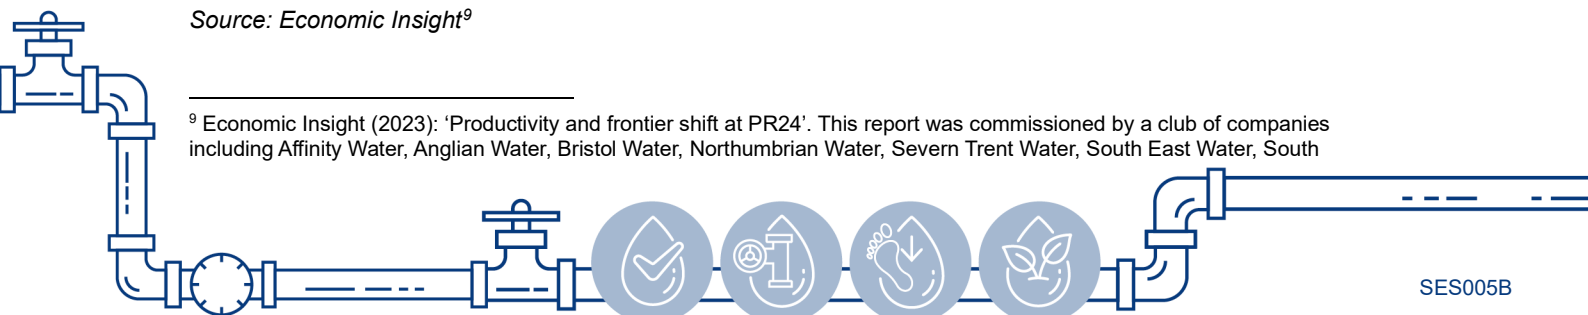 Source: Economic Insight⁹
⁹ Economic Insight (2023): ‘Productivity and frontier shift at PR24’. This report was commissioned by a club of companies
including Affinity Water, Anglian Water, Bristol Water, Northumbrian Water, Severn Trent Water, South East Water, South
SES005B